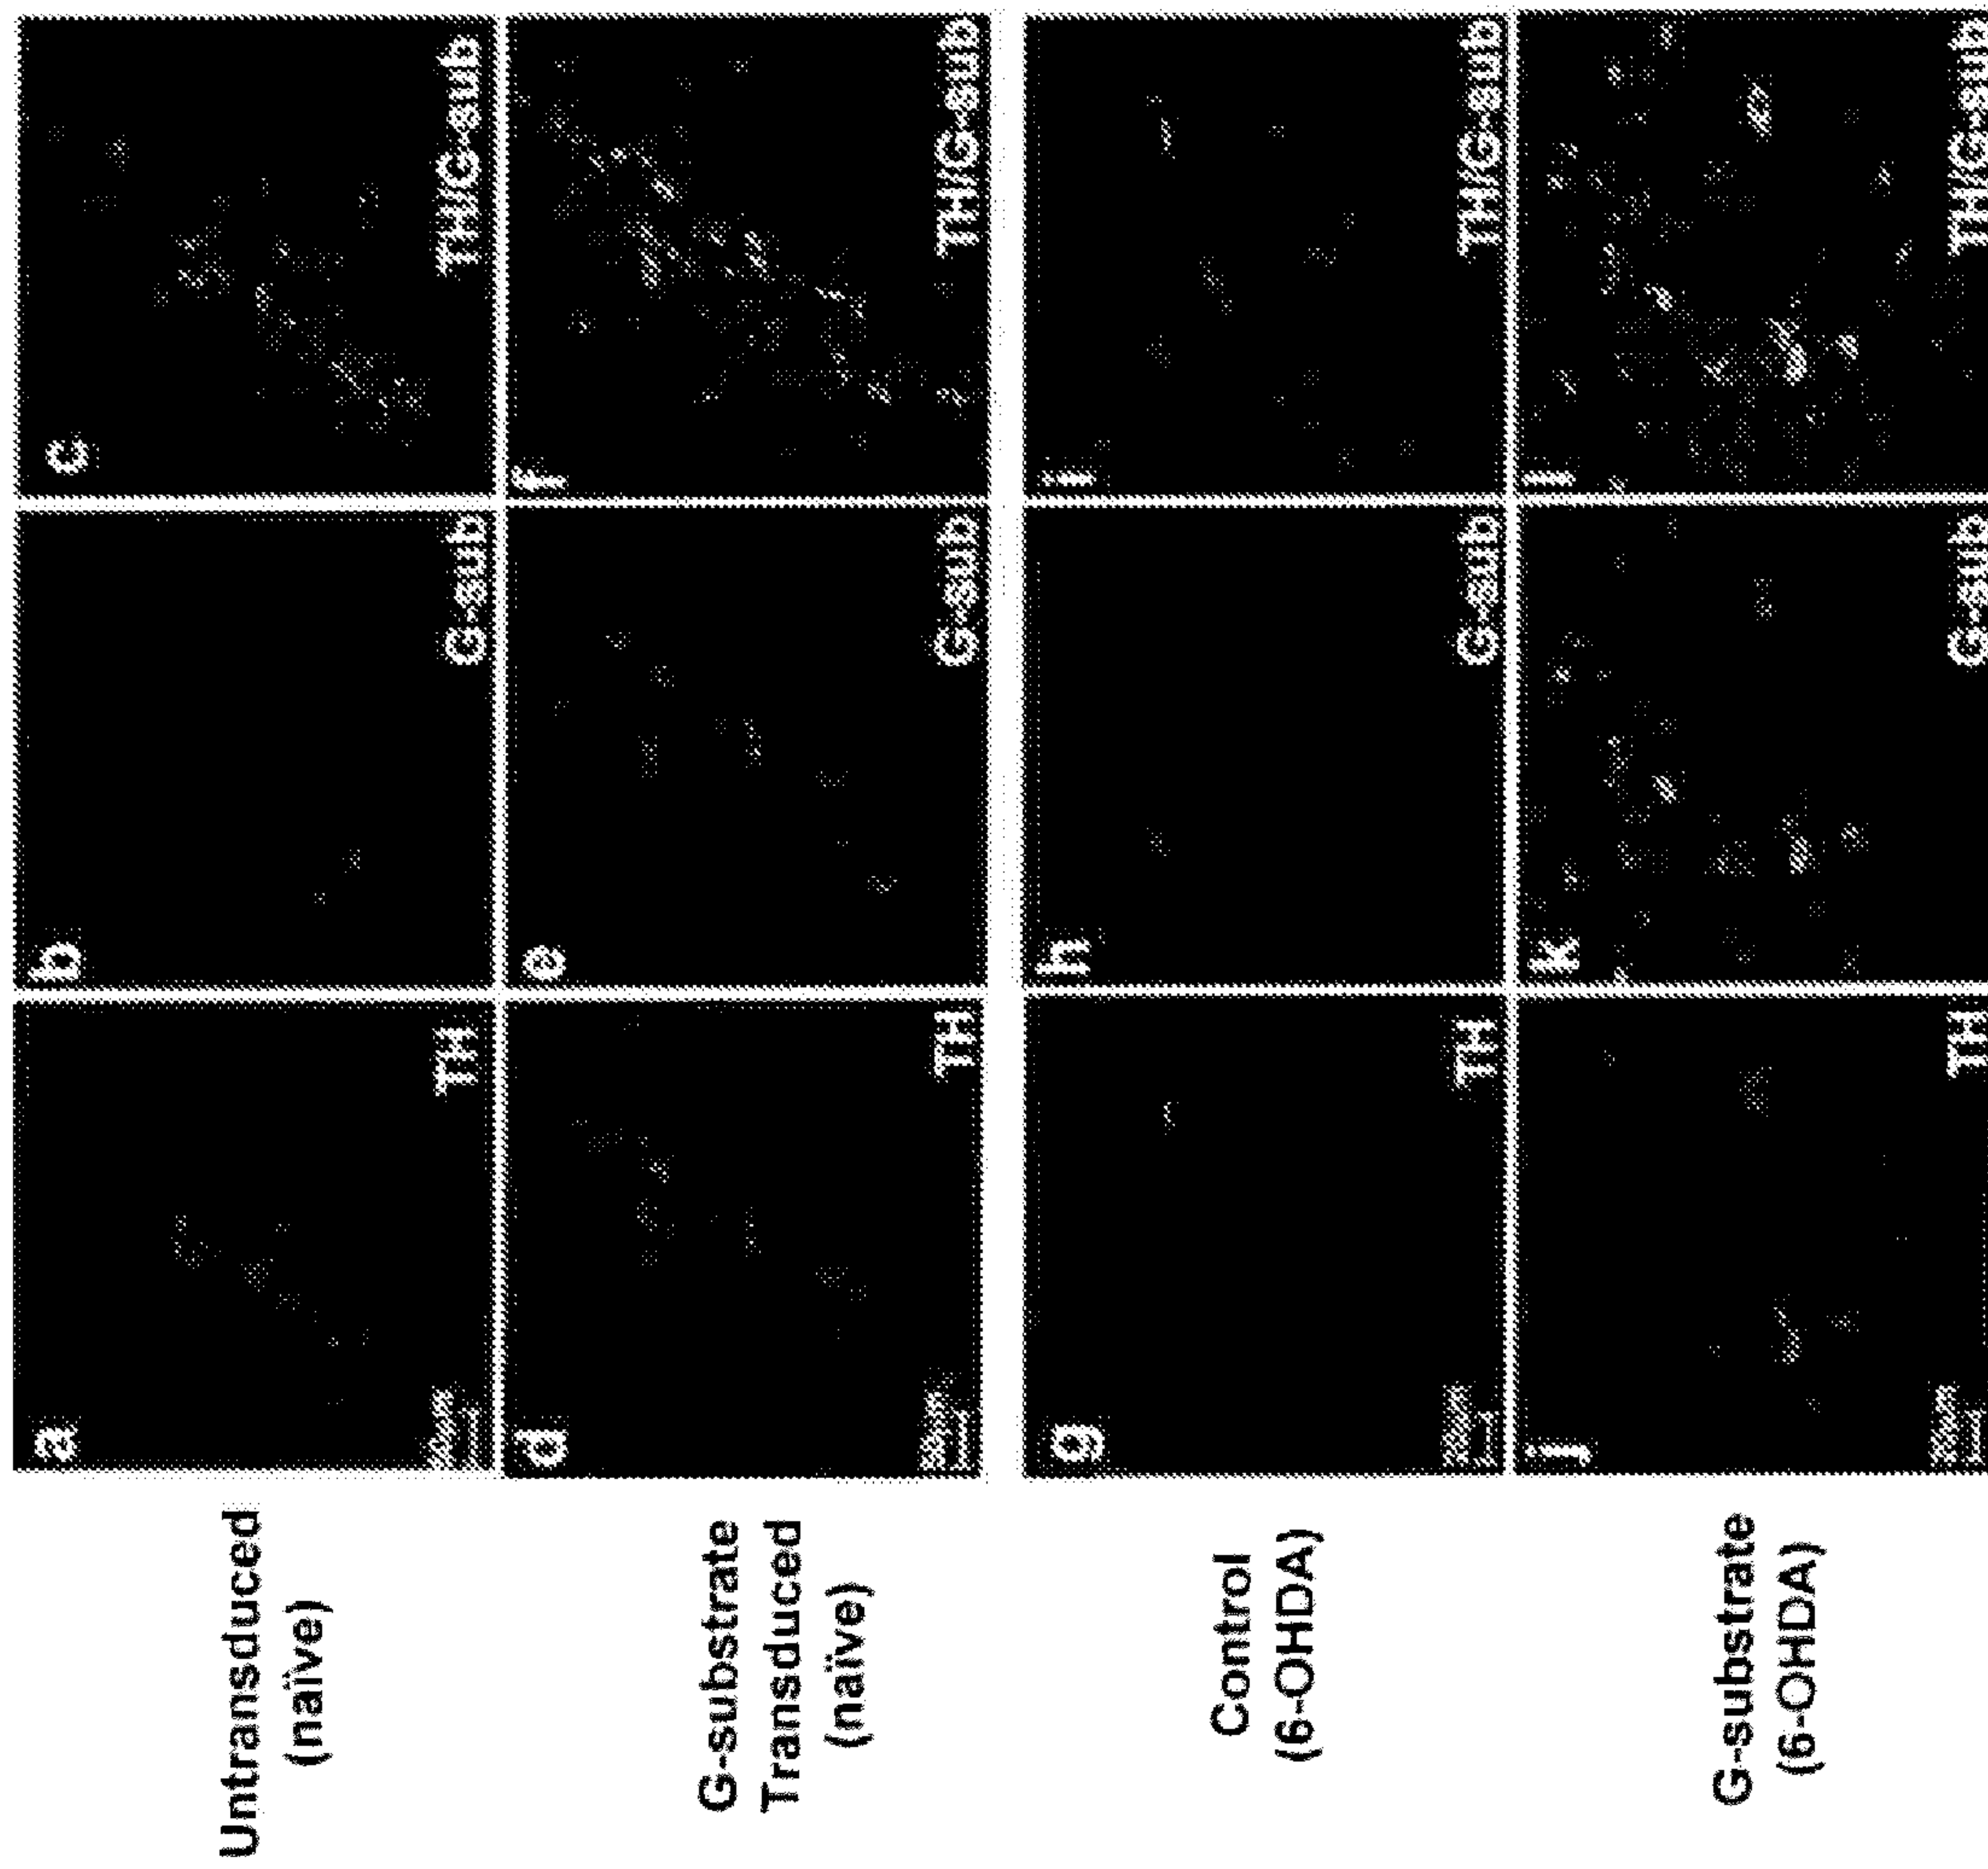 Untransduced
(naïve)
a
TH
b
G-sub
c
TH/G-sub
G-substrate
Transduced
(naïve)
d
TH
e
G-sub
f
TH/G-sub
Control
(6-OHDA)
g
TH
h
G-sub
i
TH/G-sub
G-substrate
(6-OHDA)
j
TH
k
G-sub
l
TH/G-sub